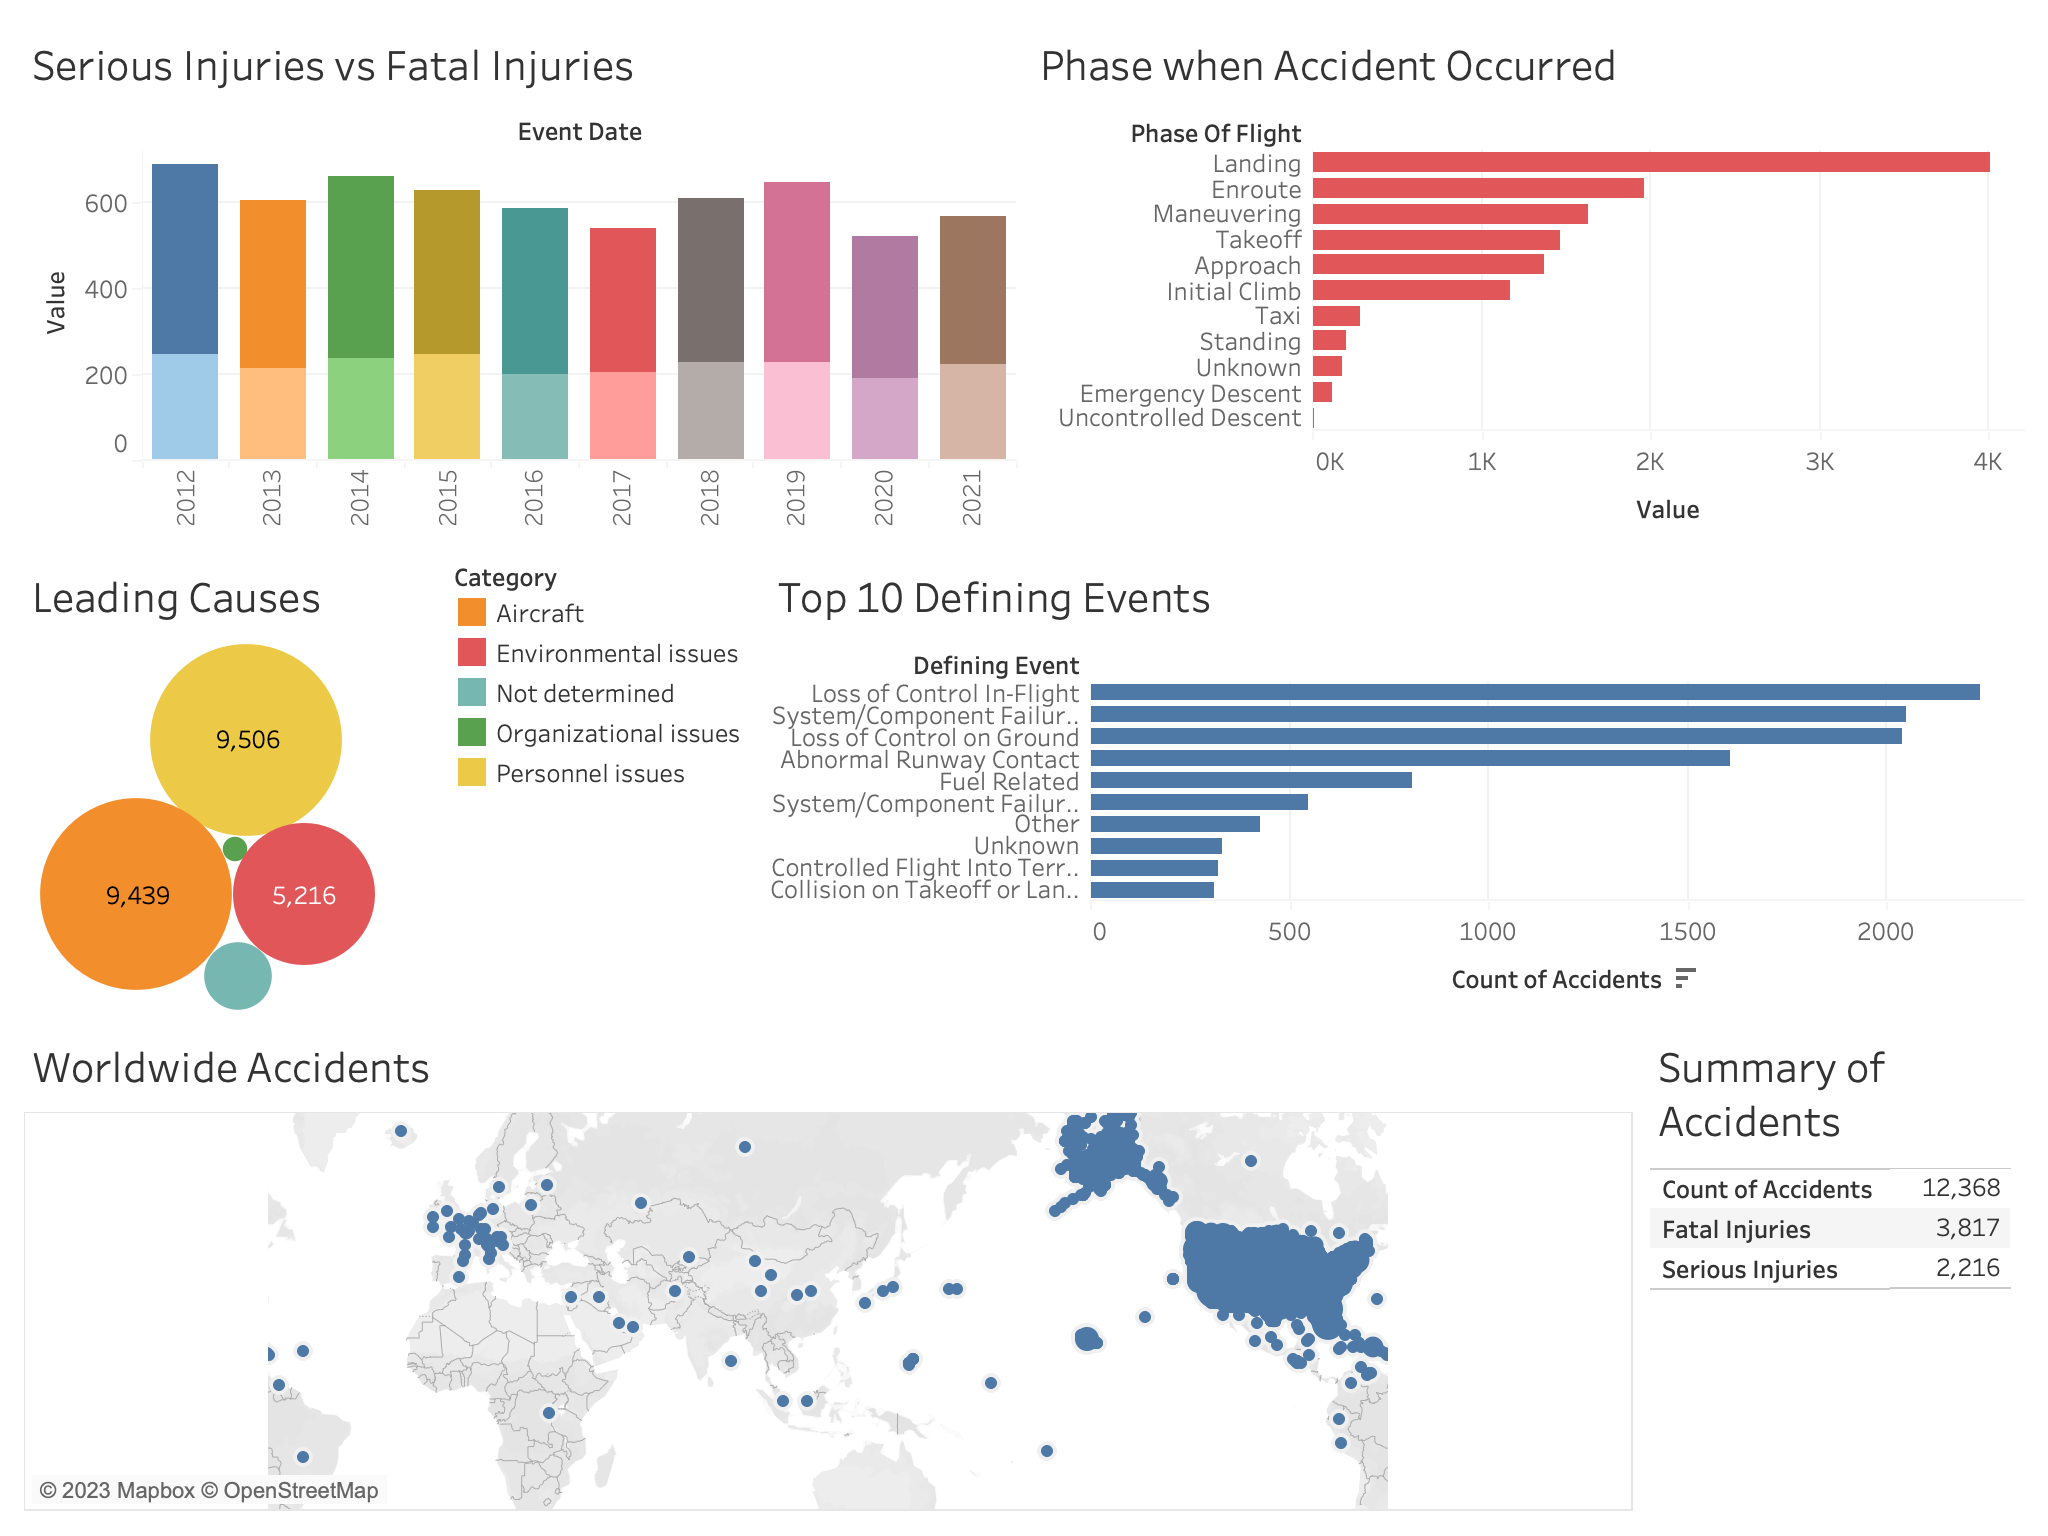 Serious Injuries vs Fatal Injuries
Event Date
Value
600
400
200
0
2012
2013
2014
2015
2016
2017
2018
2019
2020
2021
Phase when Accident Occurred
Phase Of Flight
Landing
Enroute
Maneuvering
Takeoff
Approach
Initial Climb
Taxi
Standing
Unknown
Emergency Descent
Uncontrolled Descent
0K 1K 2K 3K 4K
Value
Leading Causes
9,506
9,439
5,216
Category
Aircraft
Environmental issues
Not determined
Organizational issues
Personnel issues
Top 10 Defining Events
Defining Event
Loss of Control In-Flight
System/Component Failur..
Loss of Control on Ground
Abnormal Runway Contact
Fuel Related
System/Component Failur..
Other
Unknown
Controlled Flight Into Terr..
Collision on Takeoff or Lan..
0 500 1000 1500 2000
Count of Accidents
Worldwide Accidents
© 2023 Mapbox © OpenStreetMap
Summary of
Accidents
Count of Accidents 12,368
Fatal Injuries 3,817
Serious Injuries 2,216